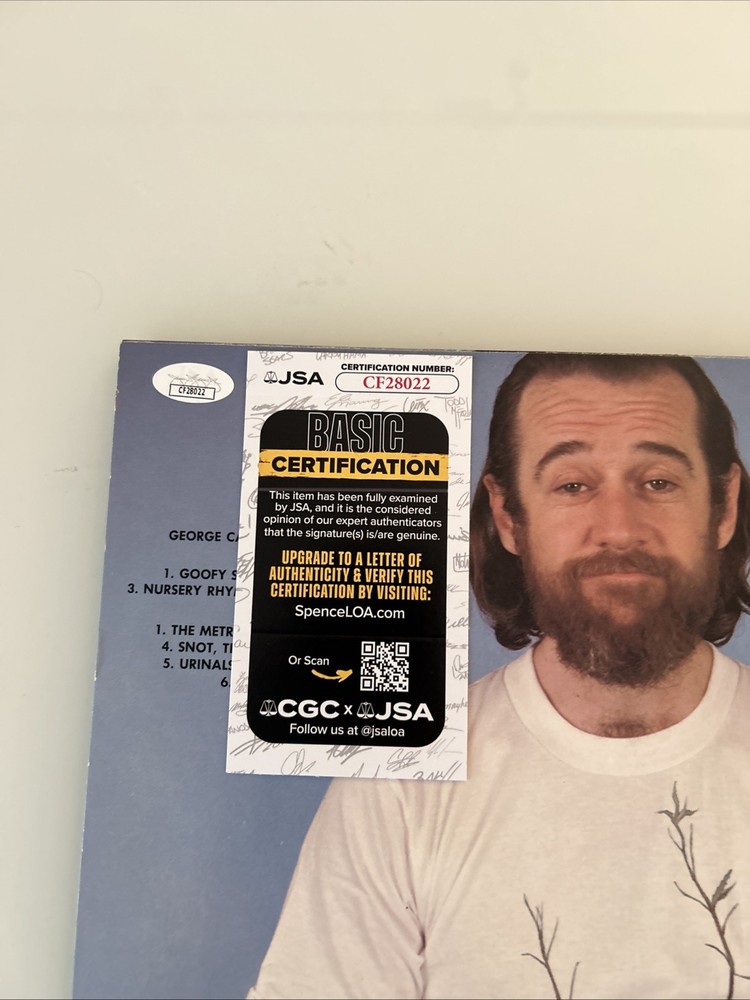 CF28022
JSA
CERTIFICATION NUMBER:
CF28022
BASIC
CERTIFICATION
This item has been fully examined
by JSA, and it is the considered
opinion of our expert authenticators
that the signature(s) is/are genuine.
UPGRADE TO A LETTER OF
AUTHENTICITY & VERIFY THIS
CERTIFICATION BY VISITING:
SpenceLOA.com
Or Scan
CGC x JSA
Follow us at @jsaloa
GEORGE CA
1. GOOFY S
3. NURSERY RHY
1. THE METR
4. SNOT, T
5. URINALS
6.